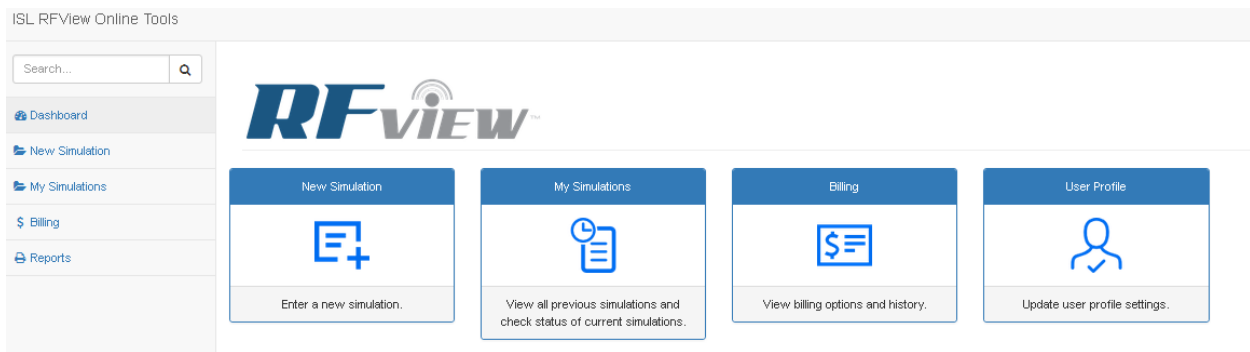 ISL RFView Online Tools
Search...
Dashboard
New Simulation
My Simulations
$ Billing
Reports
RFview™
New Simulation
Enter a new simulation.
My Simulations
View all previous simulations and
check status of current simulations.
Billing
$
View billing options and history.
User Profile
Update user profile settings.